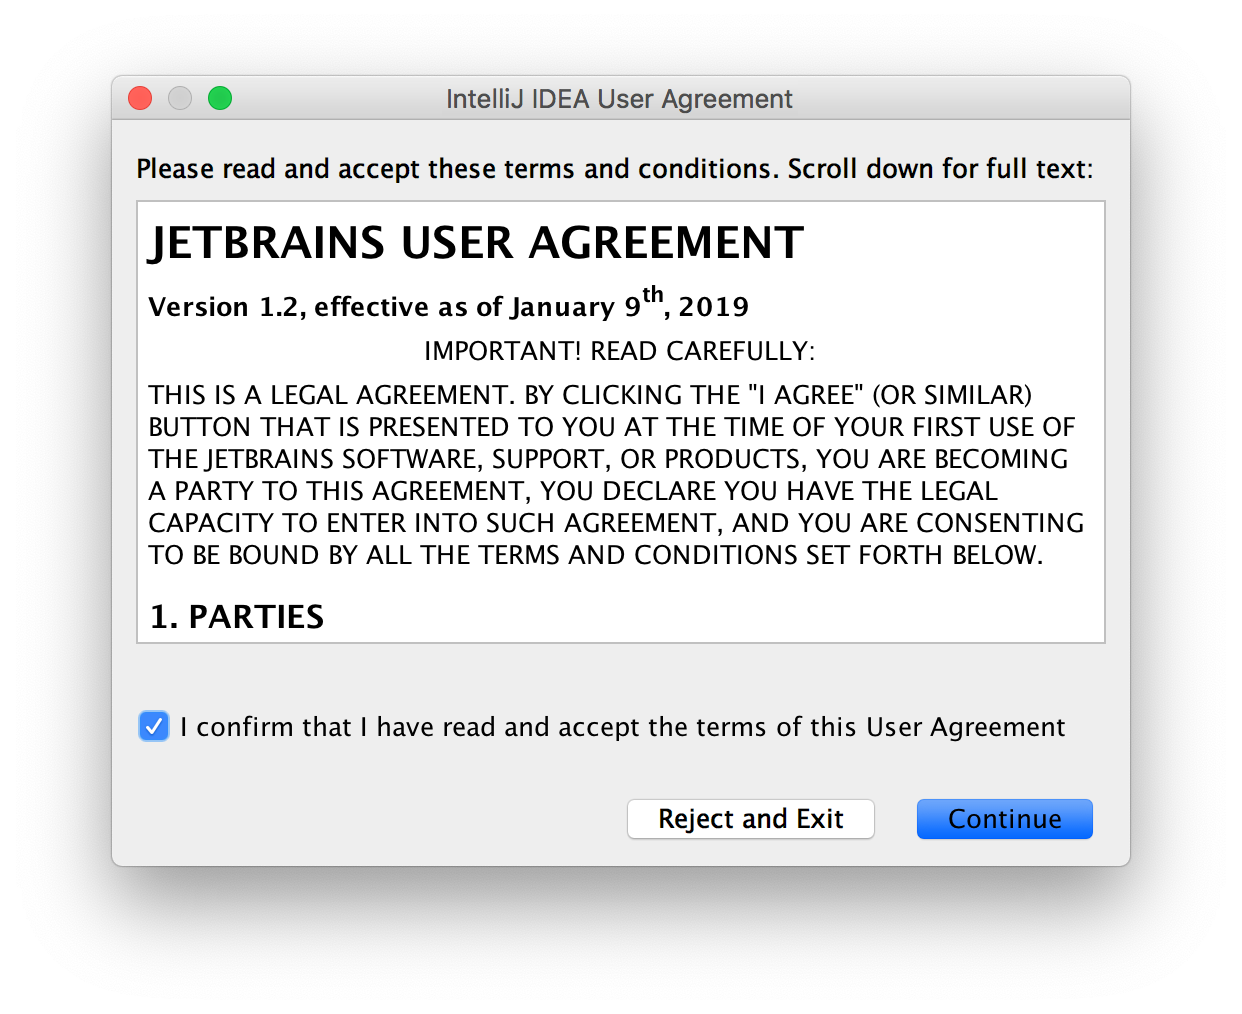 IntelliJ IDEA User Agreement
Please read and accept these terms and conditions. Scroll down for full text:
JETBRAINS USER AGREEMENT
Version 1.2, effective as of January 9th, 2019
IMPORTANT! READ CAREFULLY:
THIS IS A LEGAL AGREEMENT. BY CLICKING THE "I AGREE" (OR SIMILAR)
BUTTON THAT IS PRESENTED TO YOU AT THE TIME OF YOUR FIRST USE OF
THE JETBRAINS SOFTWARE, SUPPORT, OR PRODUCTS, YOU ARE BECOMING
A PARTY TO THIS AGREEMENT, YOU DECLARE YOU HAVE THE LEGAL
CAPACITY TO ENTER INTO SUCH AGREEMENT, AND YOU ARE CONSENTING
TO BE BOUND BY ALL THE TERMS AND CONDITIONS SET FORTH BELOW.
1. PARTIES
I confirm that I have read and accept the terms of this User Agreement
Reject and Exit
Continue